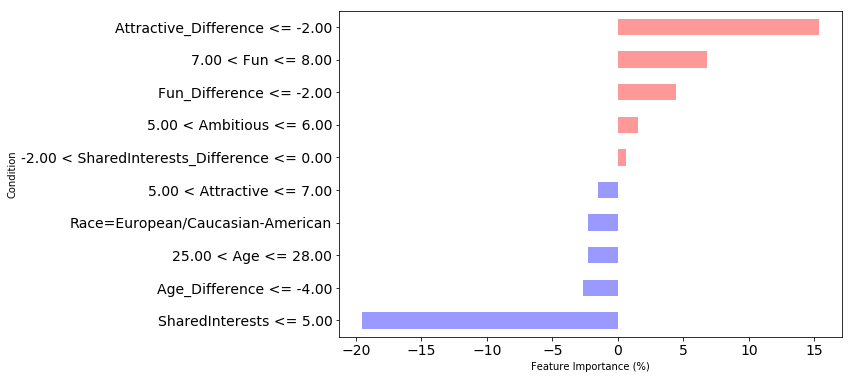 Attractive_Difference <= -2.00
7.00 < Fun <= 8.00
Fun_Difference <= -2.00
5.00 < Ambitious <= 6.00
-2.00 < SharedInterests_Difference <= 0.00
5.00 < Attractive <= 7.00
Race=European/Caucasian-American
25.00 < Age <= 28.00
Age_Difference <= -4.00
SharedInterests <= 5.00
Condition
−20 −15 −10 −5 0 5 10 15
Feature Importance (%)